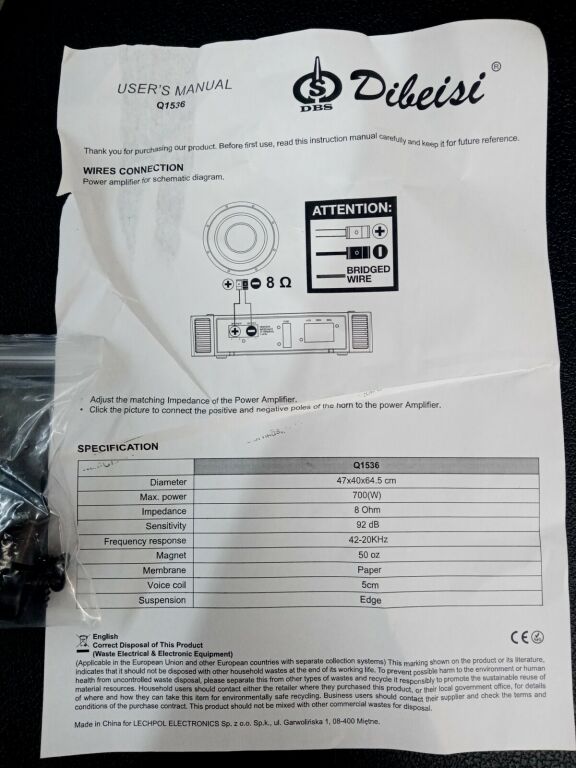 USER'S MANUAL
Q1536
S
DBS
Dibeisi ®
Thank you for purchasing our product. Before first use, read this instruction manual carefully and keep it for future reference.
WIRES CONNECTION
Power amplifier for schematic diagram.
ATTENTION:
BRIDGED
WIRE
8 Ω
Adjust the matching Impedance of the Power Amplifier.
• Click the picture to connect the positive and negative poles of the horn to the power Amplifier.
SPECIFICATION
Q1536
Diameter 47x40x64.5 cm
Max. power 700(W)
Impedance 8 Ohm
Sensitivity 92 dB
Frequency response 42-20KHz
Magnet 50 oz
Membrane Paper
Voice coil 5cm
Suspension Edge
English
Correct Disposal of This Product
(Waste Electrical & Electronic Equipment)
CE
(Applicable in the European Union and other European countries with separate collection systems) This marking shown on the product or its literature,
indicates that it should not be disposed with other household wastes at the end of its working life. To prevent possible harm to the environment or human
health from uncontrolled waste disposal, please separate this from other types of wastes and recycle it responsibly to promote the sustainable reuse of
material resources. Household users should contact either the retailer where they purchased this product, or their local government office, for details
of where and how they can take this item for environmentally safe recycling. Business users should contact their supplier and check the terms and
conditions of the purchase contract. This product should not be mixed with other commercial wastes for disposal.
Made in China for LECHPOL ELECTRONICS Sp. z o.o. Sp.k., ul. Garwolińska 1, 08-400 Miętne.